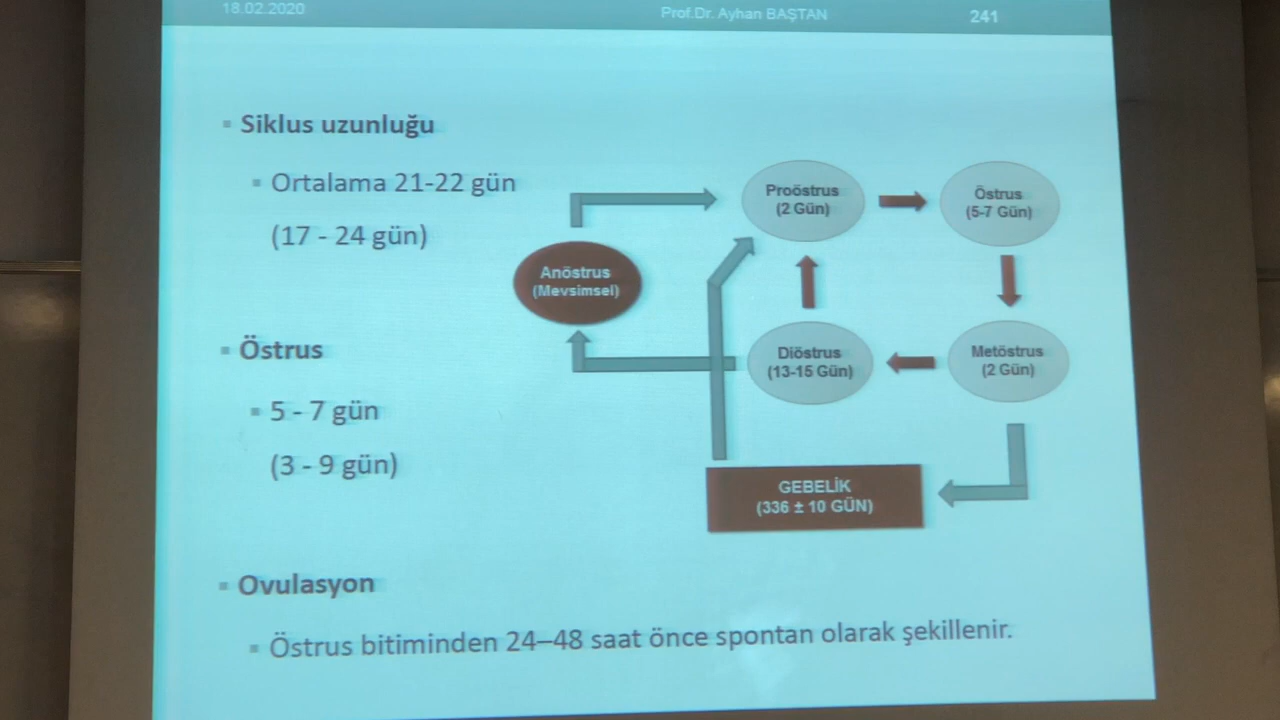 18.02.2020
Prof.Dr. Ayhan BAŞTAN
241
Siklus uzunluğu
Ortalama 21-22 gün
(17 - 24 gün)
Östrus
5 - 7 gün
(3 - 9 gün)
Ovulasyon
Östrus bitiminden 24–48 saat önce spontan olarak şekillenir.
Proöstrus
(2 Gün)
Östrus
(5-7 Gün)
Anöstrus
(Mevsimsel)
Diöstrus
(13-15 Gün)
Metöstrus
(2 Gün)
GEBELİK
(336 ± 10 GÜN)